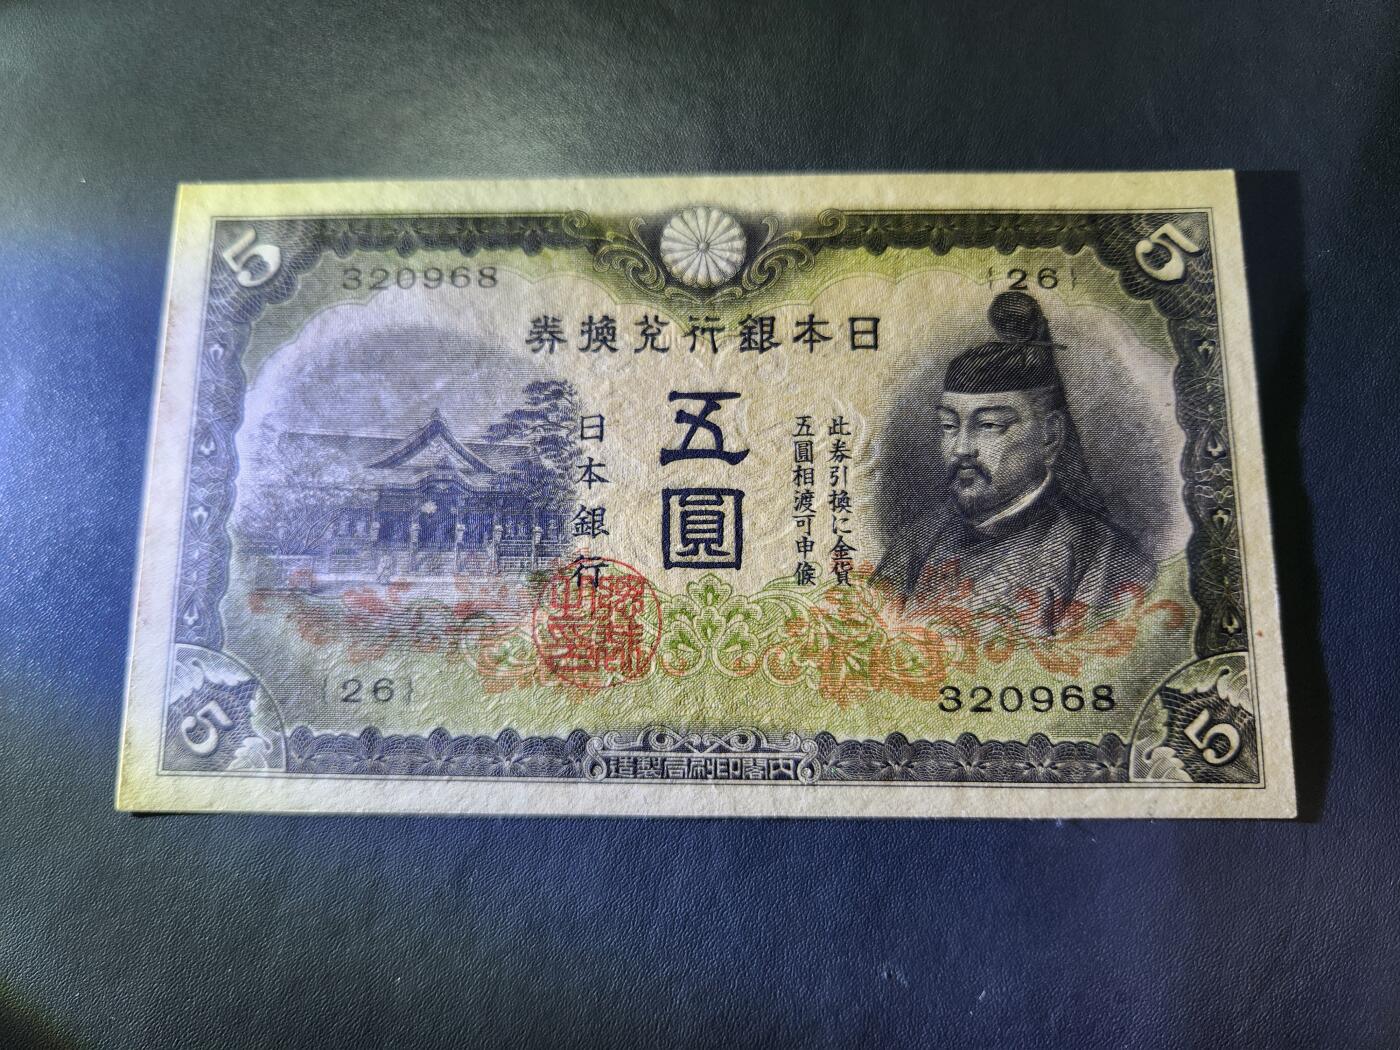 5
5
320968
{26}
日本銀行兌換券
五圓
此券引換に金貨
五圓相渡可申候
日本銀行
{26}
320968
5
5
内閣印刷局製造